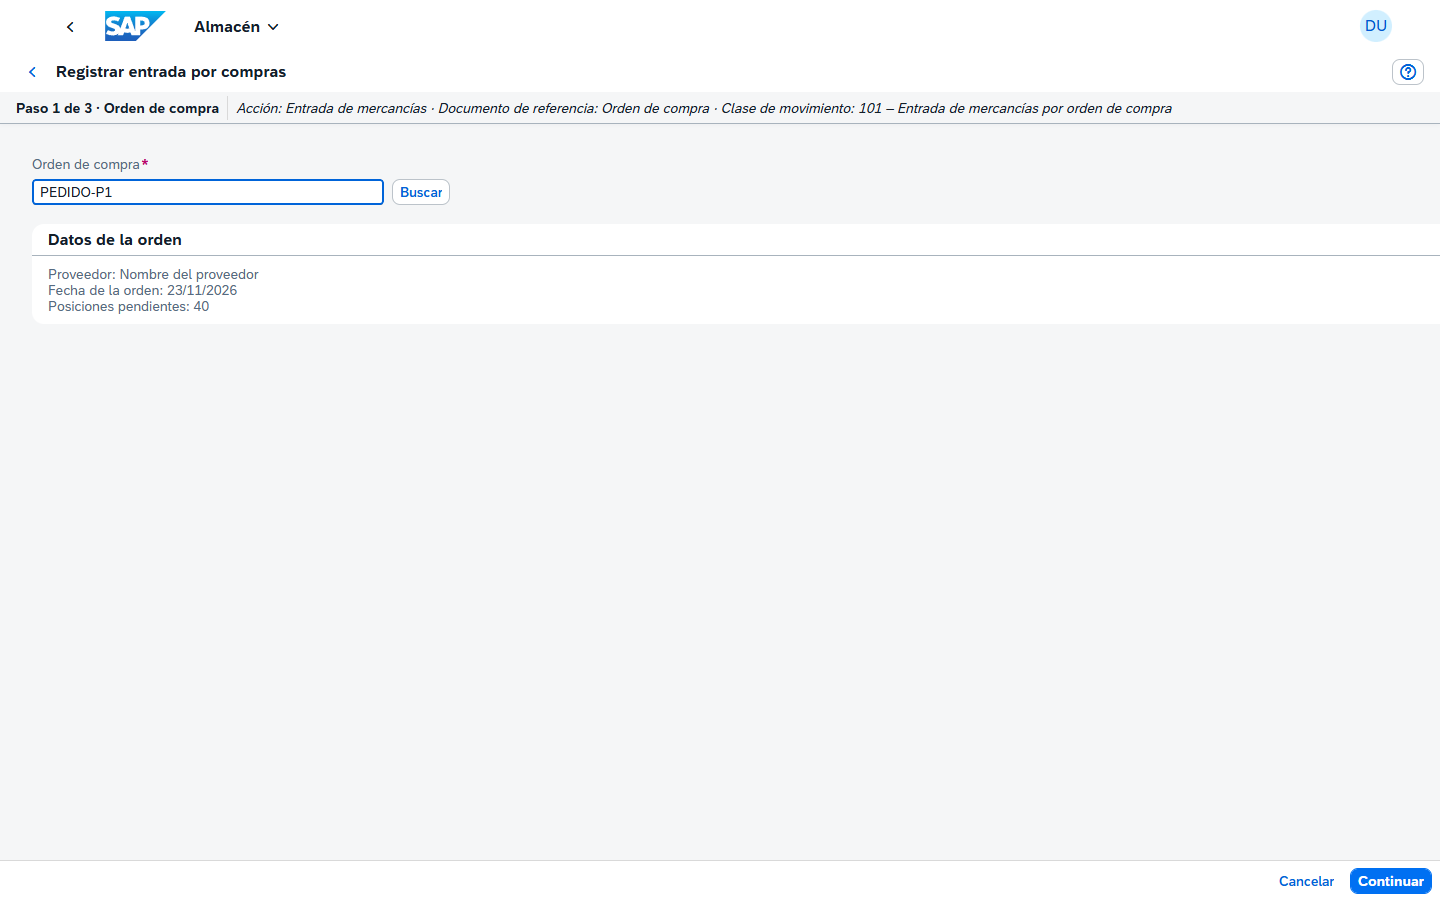 SAP
Almacén
DU
Registrar entrada por compras
Paso 1 de 3 · Orden de compra
Acción: Entrada de mercancías · Documento de referencia: Orden de compra · Clase de movimiento: 101 – Entrada de mercancías por orden de compra
Orden de compra*
PEDIDO-P1
Buscar
Datos de la orden
Proveedor: Nombre del proveedor
Fecha de la orden: 23/11/2026
Posiciones pendientes: 40
Cancelar
Continuar